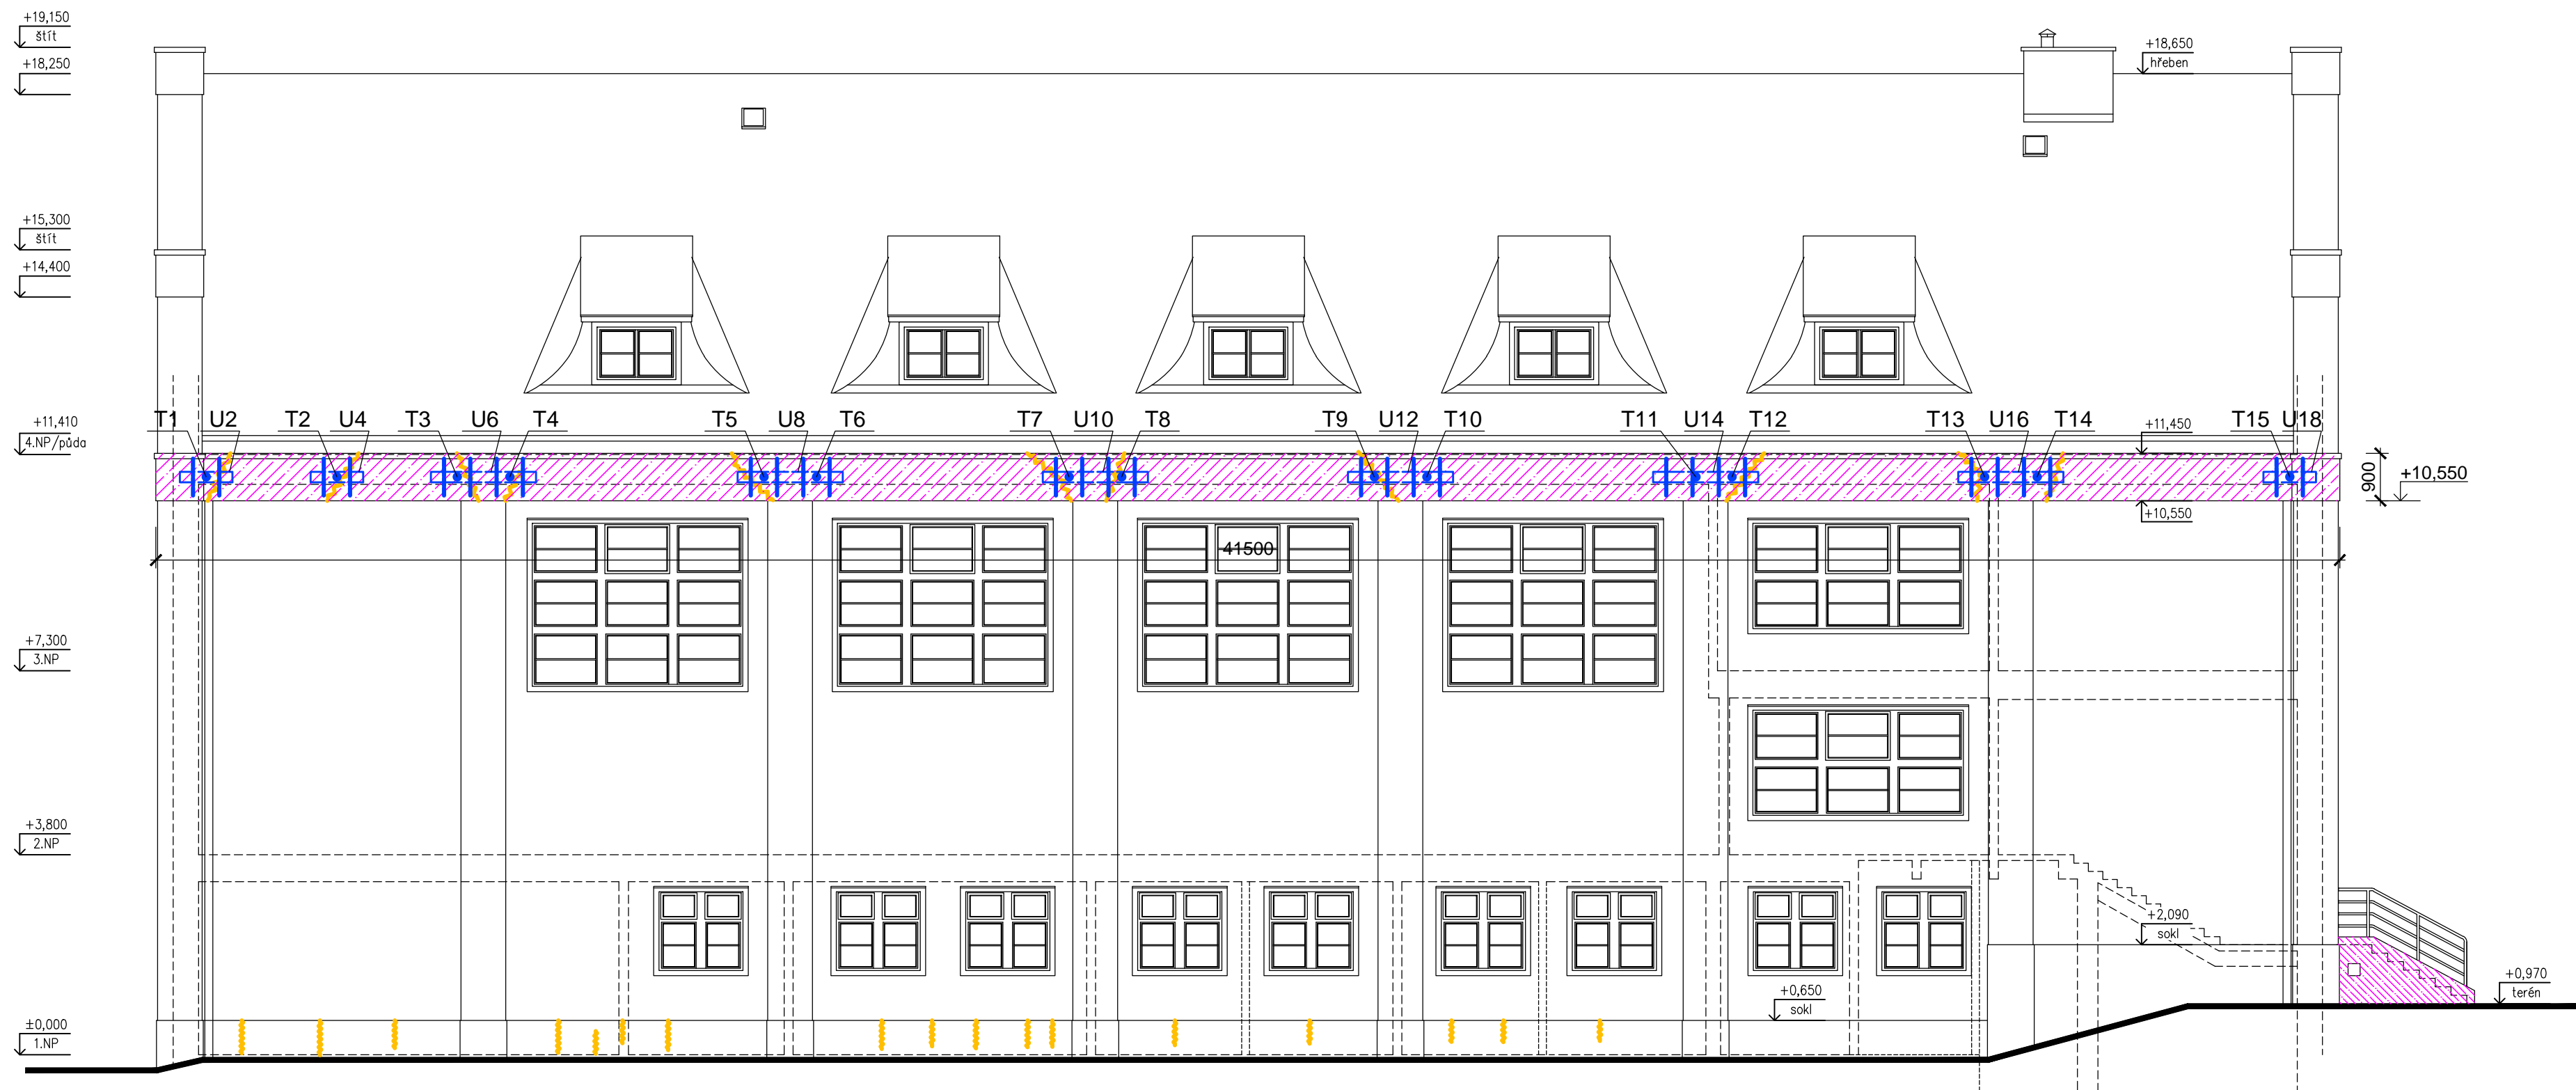 +19,150
štít
+18,250
+18,650
hřeben
+15,300
štít
+14,400
+11,410
4.NP/půda
T1 U2 T2 U4 T3 U6 T4 T5 U8 T6 T7 U10 T8 T9 U12 T10 T11 U14 T12 T13 U16 T14 T15 U18
+11,450
900
+10,550
+10,550
41500
+7,300
3.NP
+3,800
2.NP
+2,090
sokl
+0,970
terén
+0,650
sokl
±0,000
1.NP